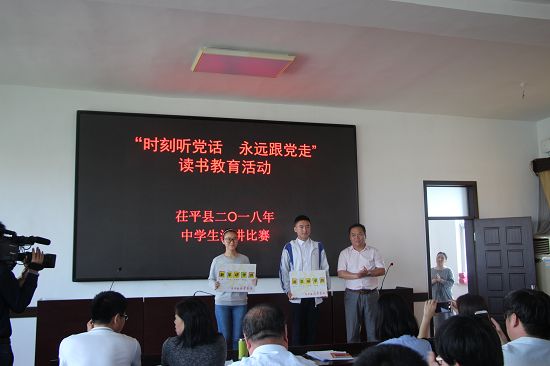 “时刻听党话 永远跟党走”
读书教育活动
茌平县二〇一八年
中学生演讲比赛